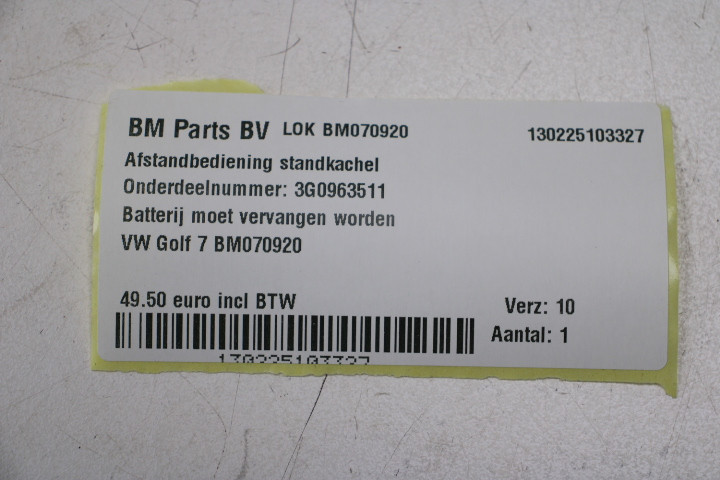 BM Parts BV LOK BM070920 130225103327
Afstandbediening standkachel
Onderdeelnummer: 3G0963511
Batterij moet vervangen worden
VW Golf 7 BM070920
49.50 euro incl BTW Verz: 10
Aantal: 1
130225103327